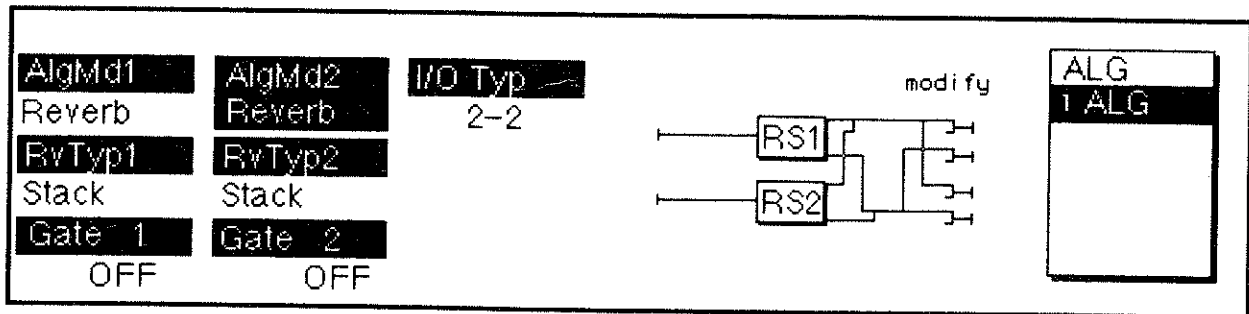 AlgMd1
Reverb
RvTyp1
Stack
Gate 1
OFF
AlgMd2
Reverb
RvTyp2
Stack
Gate 2
OFF
I/O Typ
2-2
modify
RS1
RS2
ALG
1 ALG